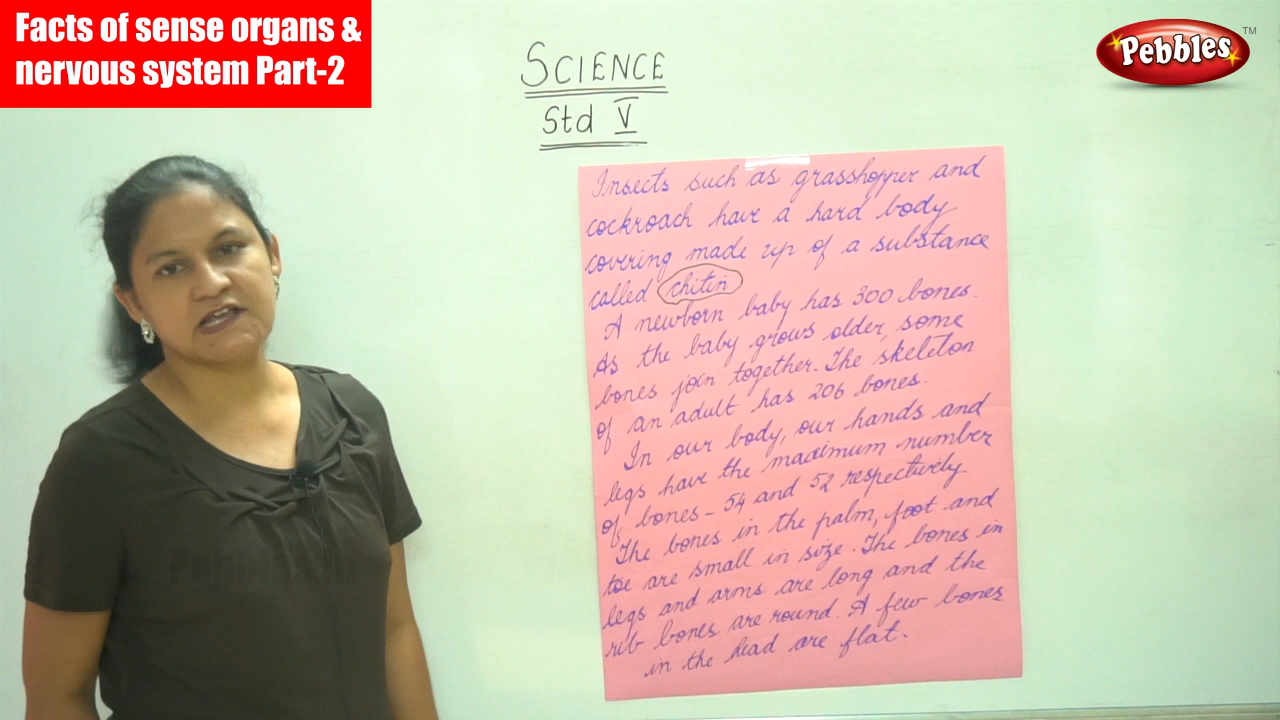 Facts of sense organs &
nervous system Part-2
Pebbles
TM
SCIENCE
Std V
Insects such as grasshopper and
cockroach have a hard body
covering made up of a substance
called chitin
A newborn baby has 300 bones.
As the baby grows older, some
bones join together. The skeleton
of an adult has 206 bones.
In our body, our hands and
legs have the maximum number
of bones - 54 and 52 respectively
The bones in the palm, foot and
toe are small in size. The bones in
legs and arms are long and the
rib bones are round. A few bones
in the head are flat.